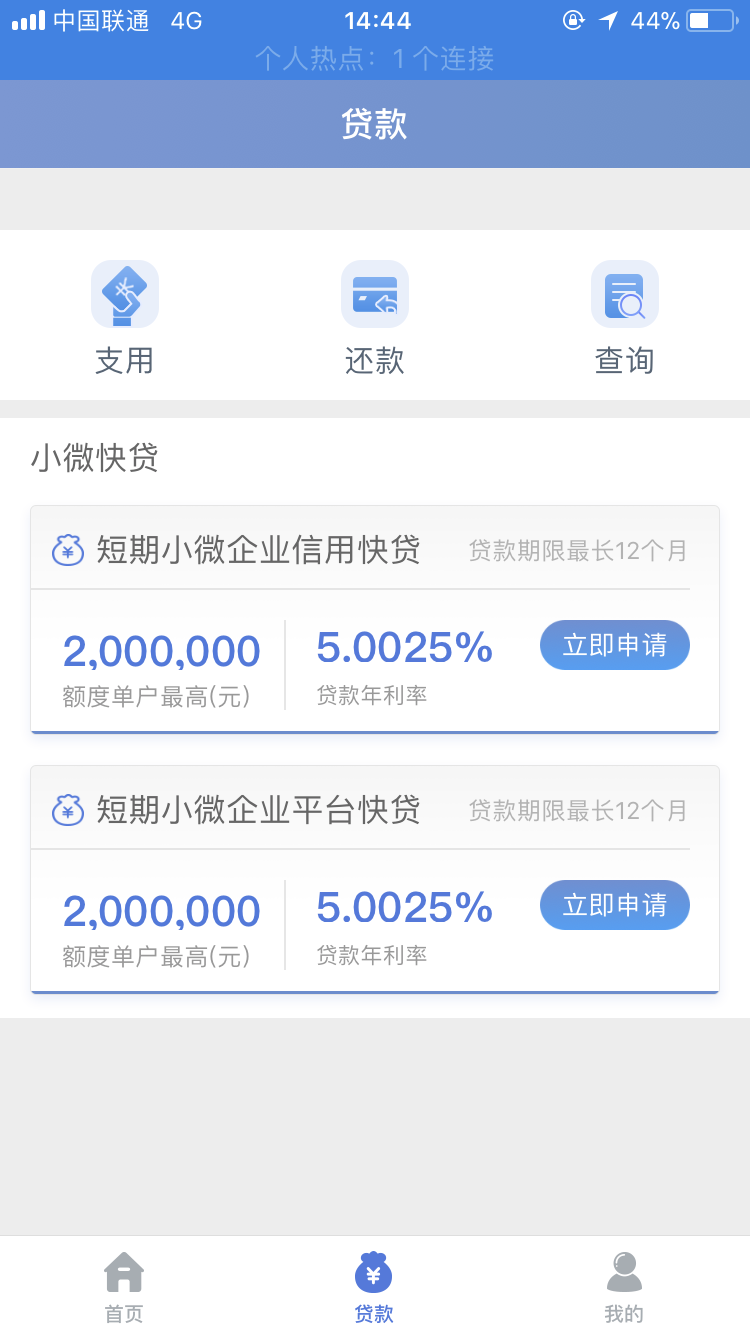 中国联通 4G 14:44 44%
个人热点：1 个连接
贷款
支用 还款 查询
小微快贷
短期小微企业信用快贷 贷款期限最长12个月
2,000,000 5.0025% 立即申请
额度单户最高(元) 贷款年利率
短期小微企业平台快贷 贷款期限最长12个月
2,000,000 5.0025% 立即申请
额度单户最高(元) 贷款年利率
首页 贷款 我的